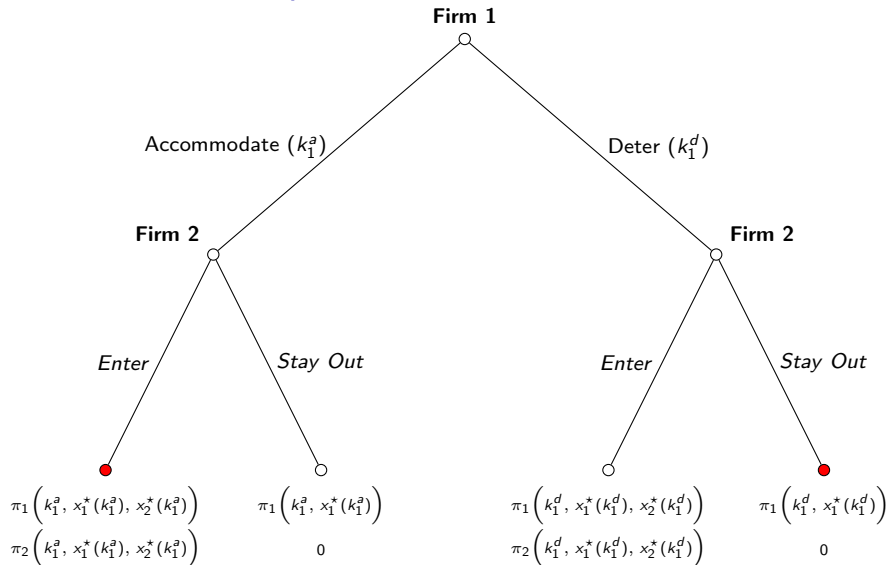 Firm 1
Accommodate (k₁ᵃ)
Deter (k₁ᵈ)
Firm 2
Firm 2
Enter
Stay Out
Enter
Stay Out
π₁(k₁ᵃ, x₁*(k₁ᵃ), x₂*(k₁ᵃ))
π₁(k₁ᵃ, x₁*(k₁ᵃ))
π₁(k₁ᵈ, x₁*(k₁ᵈ), x₂*(k₁ᵈ))
π₁(k₁ᵈ, x₁*(k₁ᵈ))
π₂(k₁ᵃ, x₁*(k₁ᵃ), x₂*(k₁ᵃ))
0
π₂(k₁ᵈ, x₁*(k₁ᵈ), x₂*(k₁ᵈ))
0